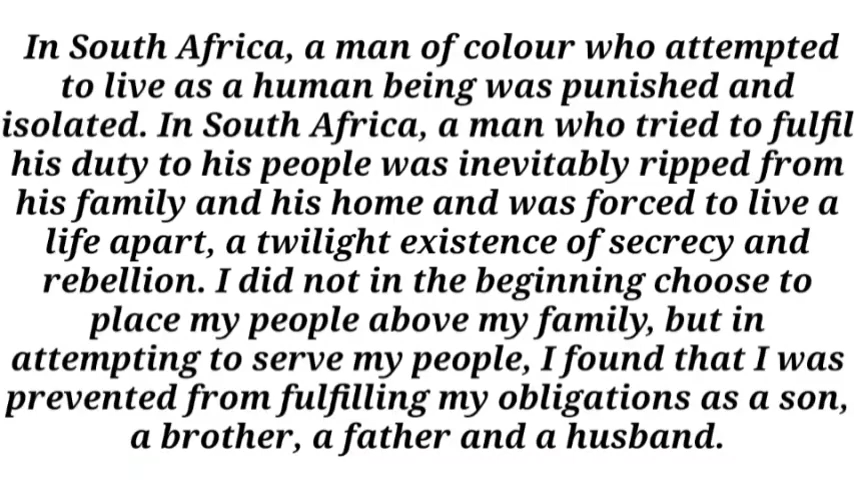 In South Africa, a man of colour who attempted
to live as a human being was punished and
isolated. In South Africa, a man who tried to fulfil
his duty to his people was inevitably ripped from
his family and his home and was forced to live a
life apart, a twilight existence of secrecy and
rebellion. I did not in the beginning choose to
place my people above my family, but in
attempting to serve my people, I found that I was
prevented from fulfilling my obligations as a son,
a brother, a father and a husband.